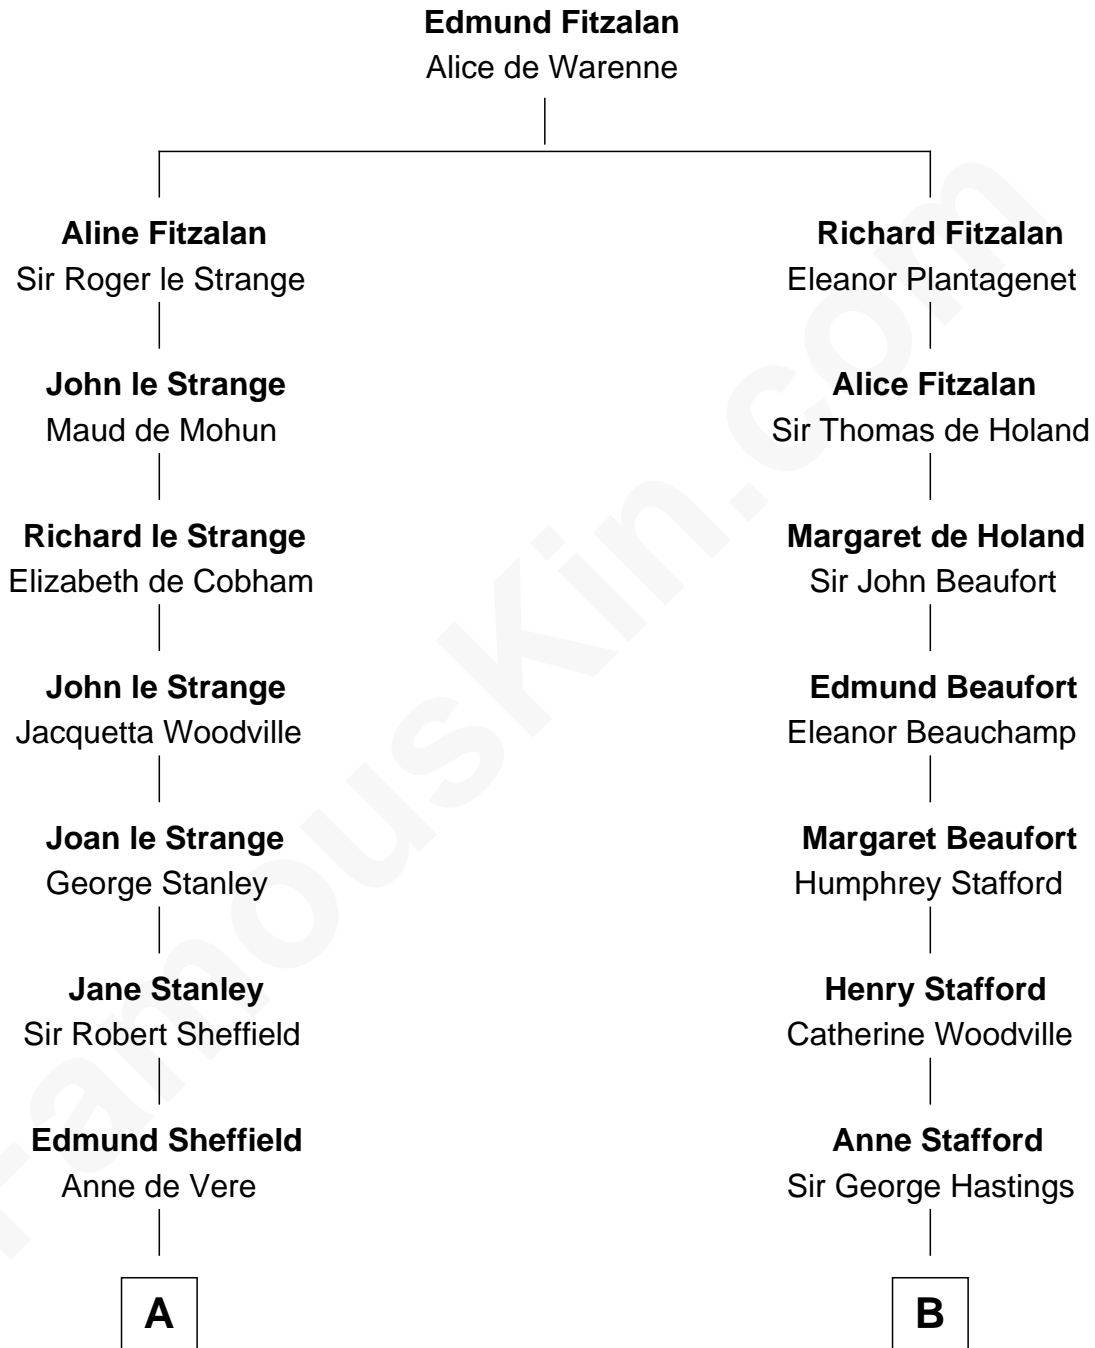 Edmund Fitzalan
Alice de Warenne
Aline Fitzalan
Sir Roger le Strange
Richard Fitzalan
Eleanor Plantagenet
John le Strange
Maud de Mohun
Alice Fitzalan
Sir Thomas de Holand
Richard le Strange
Elizabeth de Cobham
Margaret de Holand
Sir John Beaufort
John le Strange
Jacquetta Woodville
Edmund Beaufort
Eleanor Beauchamp
Joan le Strange
George Stanley
Margaret Beaufort
Humphrey Stafford
Jane Stanley
Sir Robert Sheffield
Henry Stafford
Catherine Woodville
Edmund Sheffield
Anne de Vere
Anne Stafford
Sir George Hastings
A
B
FamousKin.com